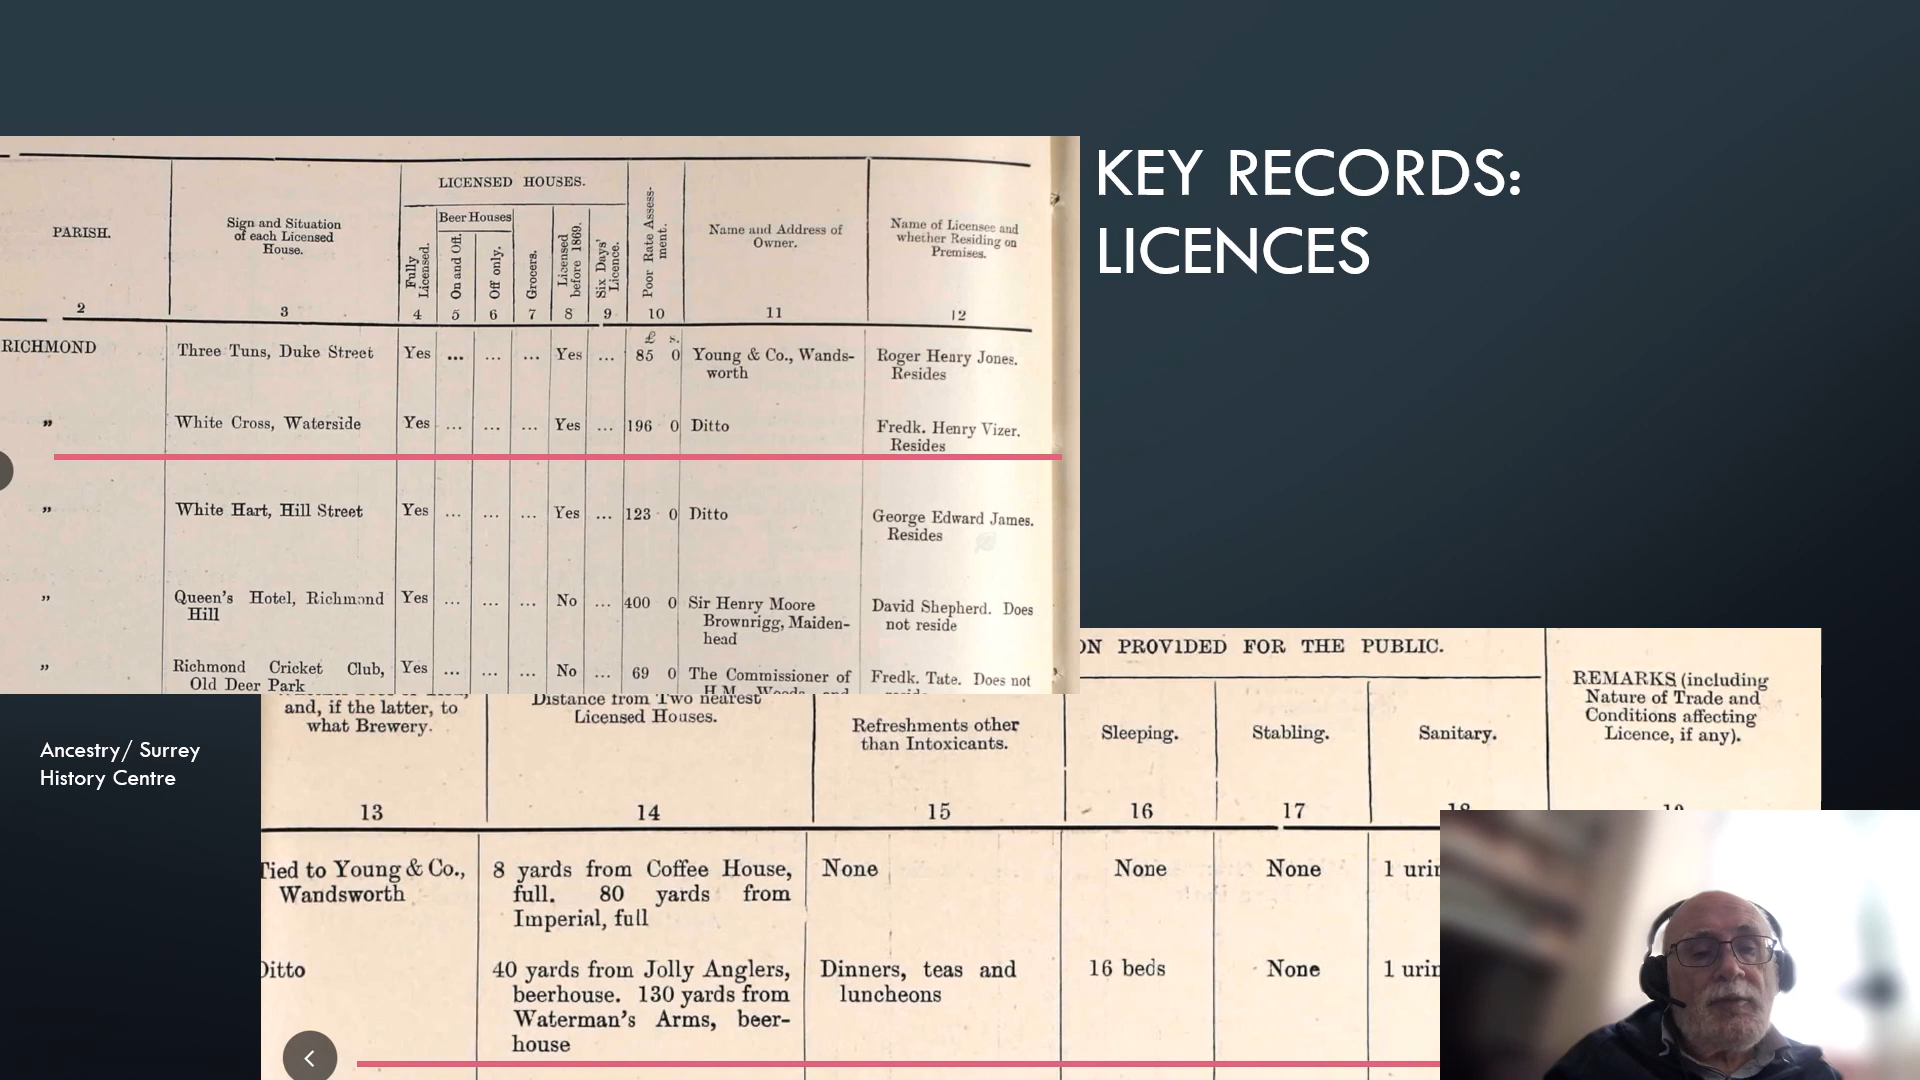 KEY RECORDS:
LICENCES
PARISH.
2
Sign and Situation
of each Licensed
House.
3
LICENSED HOUSES.
Fully
Licensed.
4
Beer Houses
On and Off.
5
Off only.
6
Grocers.
7
Licensed
before 1869.
8
Six Days'
Licence.
9
Poor Rate Assess-
ment.
10
Name and Address of
Owner.
11
Name of Licensee and
whether Residing on
Premises.
12
£ s.
RICHMOND Three Tuns, Duke Street Yes ... ... ... Yes ... 85 0 Young & Co., Wands- Roger Henry Jones.
worth Resides
" White Cross, Waterside Yes ... ... ... Yes ... 196 0 Ditto Fredk. Henry Vizer.
Resides
" White Hart, Hill Street Yes ... ... ... Yes ... 123 0 Ditto George Edward James.
Resides
" Queen's Hotel, Richmond Yes ... ... ... No ... 400 0 Sir Henry Moore David Shepherd. Does
Hill Brownrigg, Maiden- not reside
head
" Richmond Cricket Club, Yes ... ... ... No ... 69 0 The Commissioner of Fredk. Tate. Does not
Old Deer Park
Ancestry/ Surrey
History Centre
and, if the latter, to
what Brewery.
13
Distance from Two nearest
Licensed Houses.
14
PROVIDED FOR THE PUBLIC.
Refreshments other
than Intoxicants.
15
Sleeping.
16
Stabling.
17
Sanitary.
REMARKS (including
Nature of Trade and
Conditions affecting
Licence, if any).
Tied to Young & Co., 8 yards from Coffee House, None None None 1
Wandsworth full. 80 yards from
Imperial, full
Ditto 40 yards from Jolly Anglers, Dinners, teas and 16 beds None 1
beerhouse. 130 yards from luncheons
Waterman's Arms, beer-
house